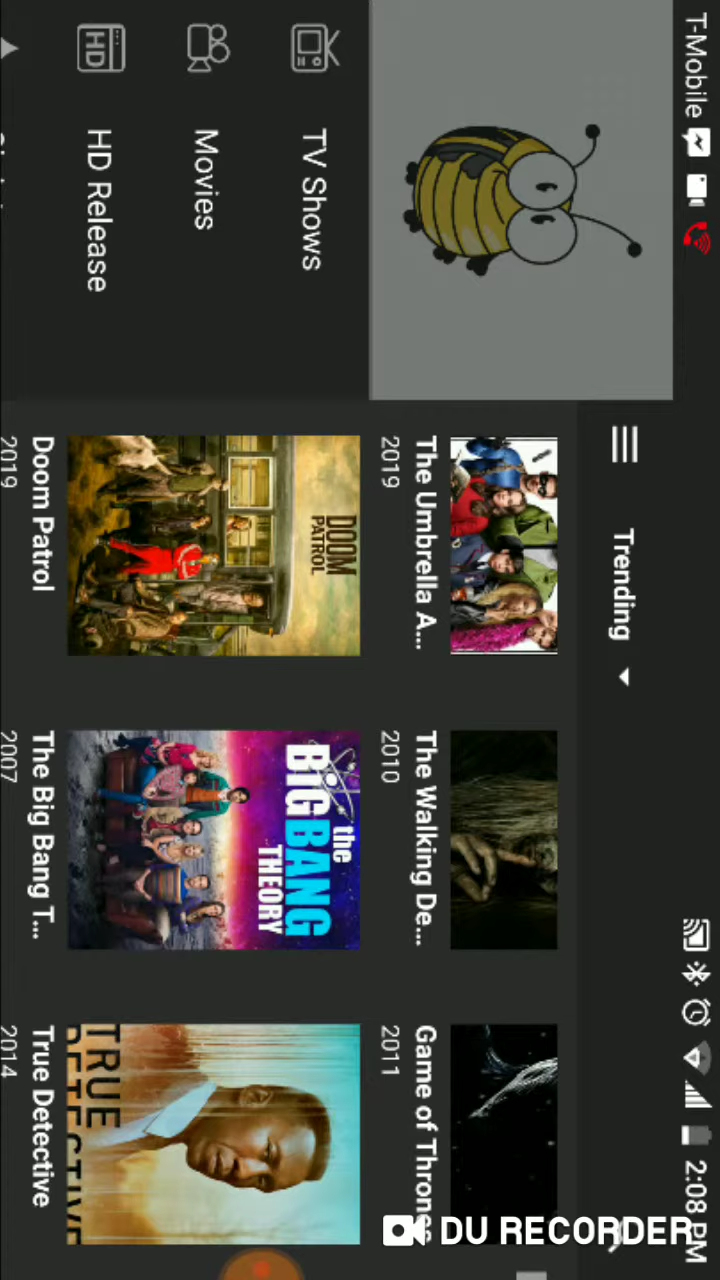 T-Mobile
2:08 PM
TV Shows
Movies
HD
HD Release
Trending
The Umbrella A...
2019
The Walking De...
2010
Game of Throne
2011
DOOM
PATROL
Doom Patrol
2019
the
BIG BANG
THEORY
The Big Bang T...
2007
TRUE
DETECTIVE
True Detective
2014
DU RECORDER